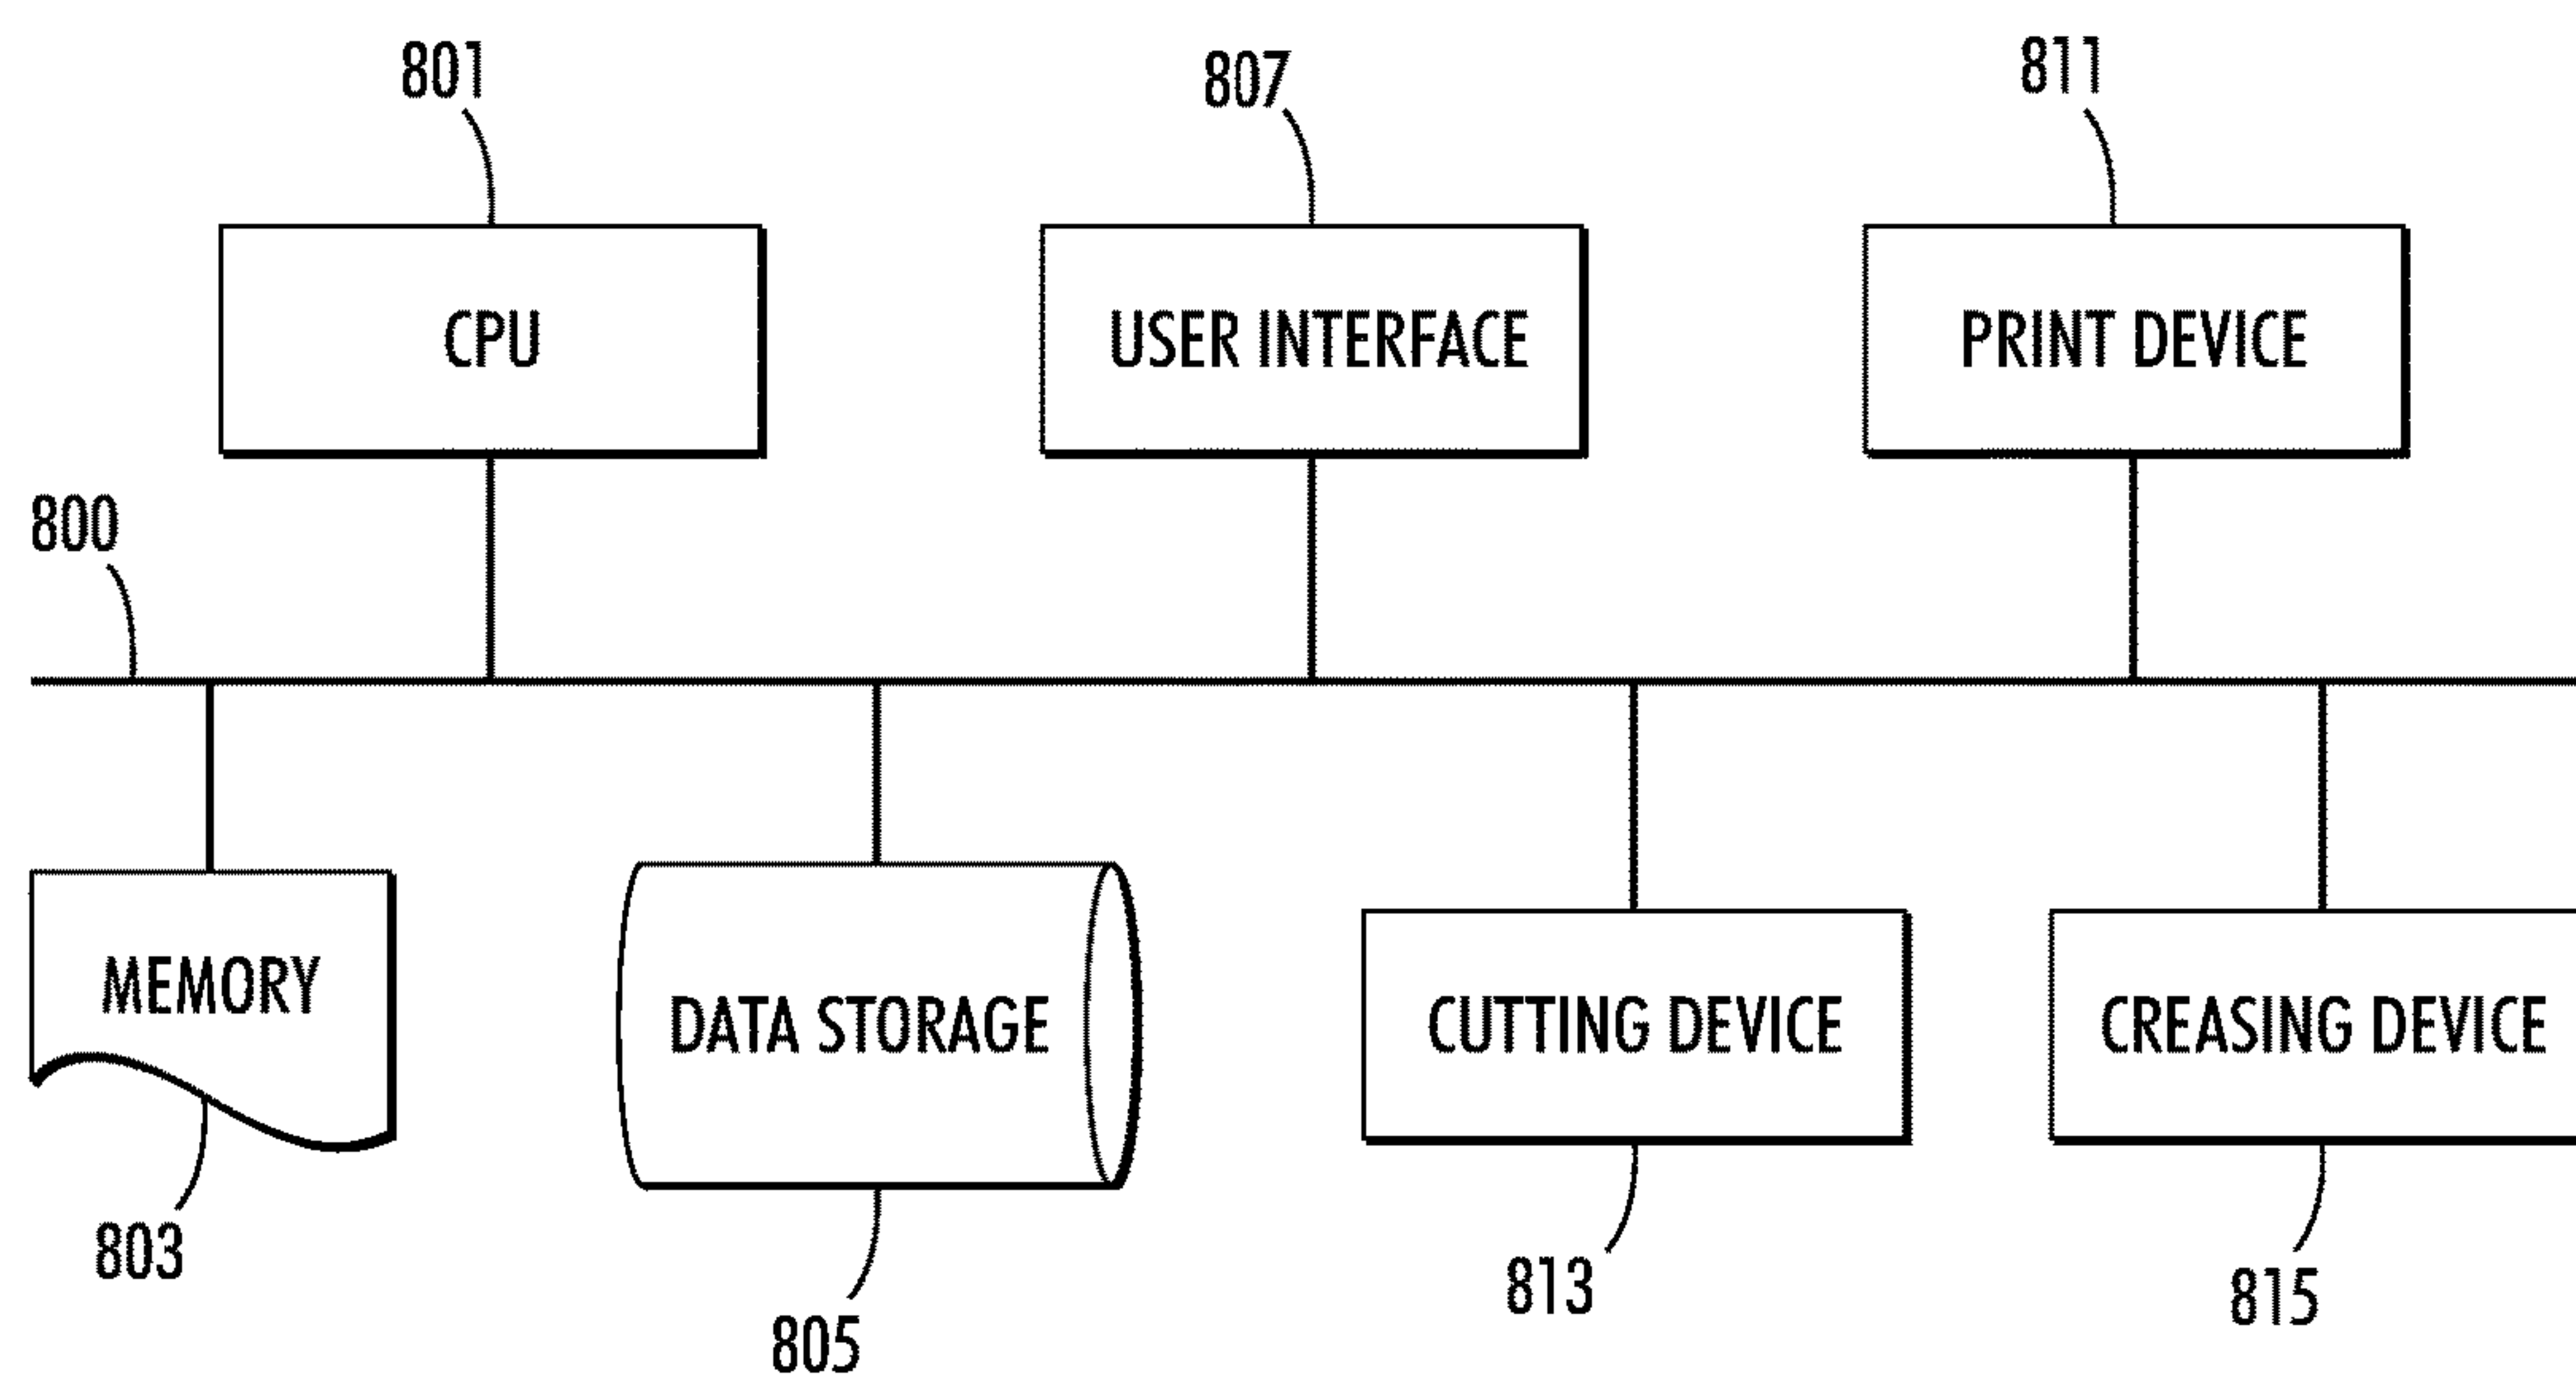 801
807
811
CPU
USER INTERFACE
PRINT DEVICE
800
MEMORY
DATA STORAGE
CUTTING DEVICE
CREASING DEVICE
803
805
813
815